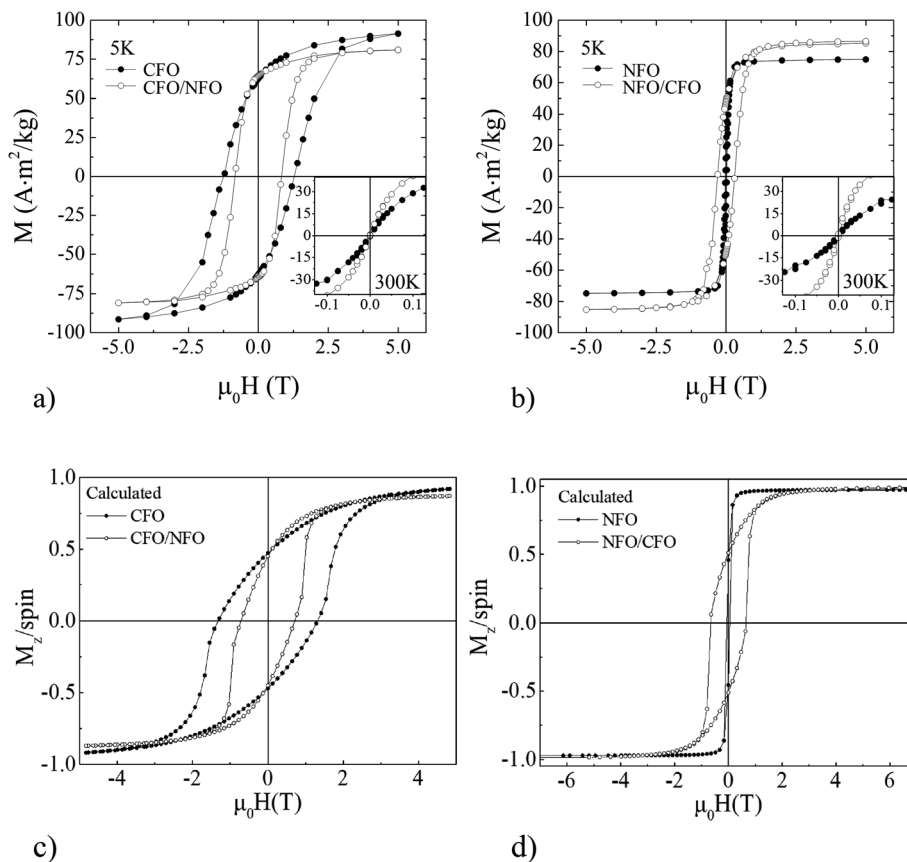 100
75
50
25
0
-25
-50
-75
-100
M (A·m²/kg)
5K
CFO
CFO/NFO
30
15
0
-15
-30
300K
-0.1 0.0 0.1
-5.0 -2.5 0.0 2.5 5.0
μ₀H (T)
a)
100
80
60
40
20
0
-20
-40
-60
-80
-100
M (A·m²/kg)
5K
NFO
NFO/CFO
30
15
0
-15
-30
300K
-0.1 0.0 0.1
-5.0 -2.5 0.0 2.5 5.0
μ₀H (T)
b)
1.0
0.5
0.0
-0.5
-1.0
M_z/spin
Calculated
CFO
CFO/NFO
-4 -2 0 2 4
μ₀H(T)
c)
1.0
0.5
0.0
-0.5
-1.0
M_z/spin
Calculated
NFO
NFO/CFO
-6 -4 -2 0 2 4 6
μ₀H(T)
d)